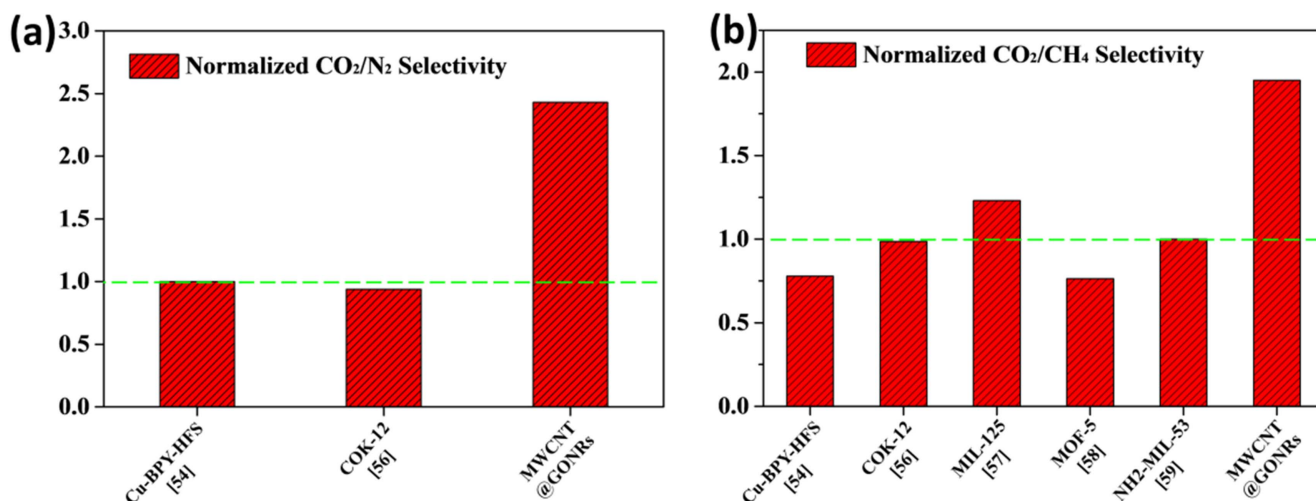 (a)
3.0
2.5
2.0
1.5
1.0
0.5
0.0
Normalized CO₂/N₂ Selectivity
Cu-BPY-HFS
[54]
COK-12
[56]
MWCNT
@GONRs
(b)
2.0
1.5
1.0
0.5
0.0
Normalized CO₂/CH₄ Selectivity
Cu-BPY-HFS
[54]
COK-12
[56]
MIL-125
[57]
MOF-5
[58]
NH2-MIL-53
[59]
MWCNT
@GONRs